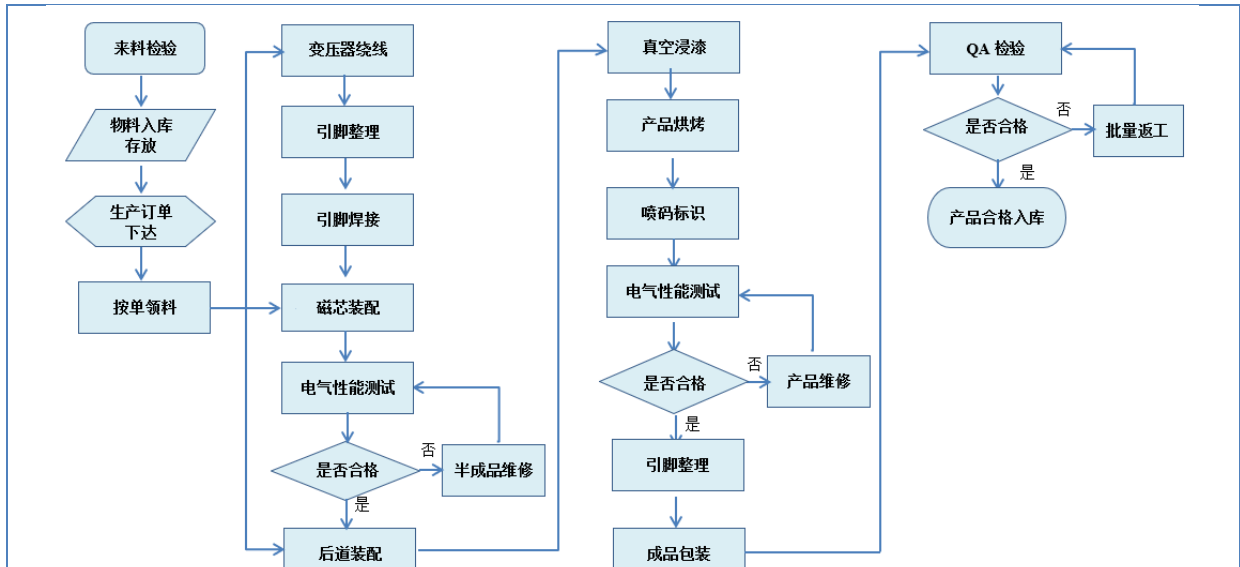 来料检验
物料入库
存放
生产订单
下达
按单领料
变压器绕线
引脚整理
引脚焊接
磁芯装配
电气性能测试
是否合格
否
半成品维修
是
后道装配
真空浸漆
产品烘烤
喷码标识
电气性能测试
是否合格
否
产品维修
是
引脚整理
成品包装
QA 检验
是否合格
否
批量返工
是
产品合格入库